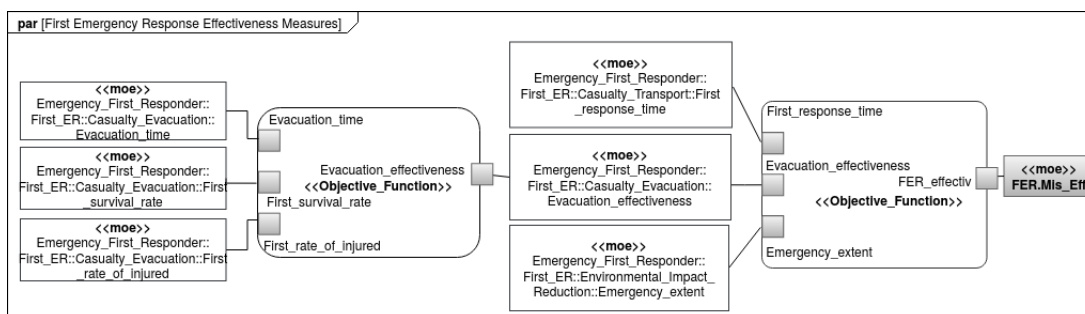 par [First Emergency Response Effectiveness Measures]
<<moe>>
Emergency_First_Responder::
First_ER::Casualty_Evacuation::
Evacuation_time
<<moe>>
Emergency_First_Responder::
First_ER::Casualty_Evacuation::First
_survival_rate
<<moe>>
Emergency_First_Responder::
First_ER::Casualty_Evacuation::First
_rate_of_injured
Evacuation_time
Evacuation_effectiveness
<<Objective_Function>>
First_survival_rate
First_rate_of_injured
<<moe>>
Emergency_First_Responder::
First_ER::Casualty_Transport::First
_response_time
<<moe>>
Emergency_First_Responder::
First_ER::Casualty_Evacuation::
Evacuation_effectiveness
<<moe>>
Emergency_First_Responder::
First_ER::Environmental_Impact_
Reduction::Emergency_extent
First_response_time
Evacuation_effectiveness
FER_effectiv
<<Objective_Function>>
Emergency_extent
<<moe>>
FER.Mis_Eff